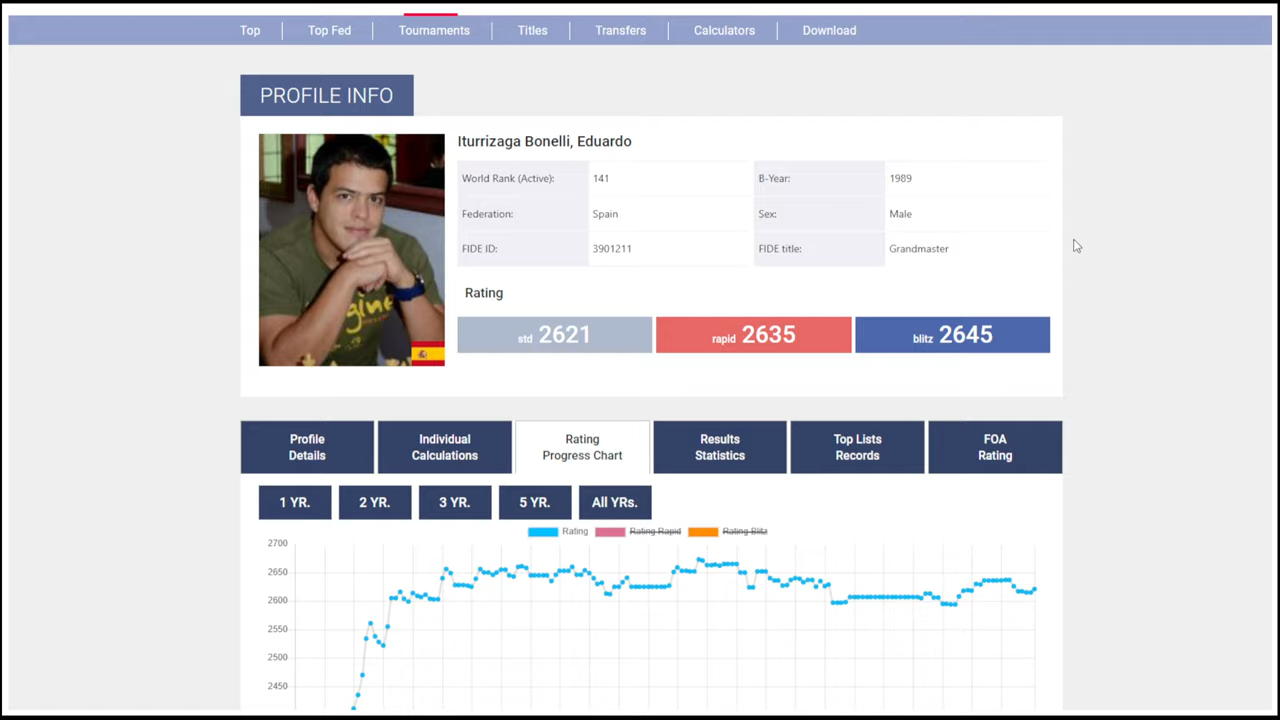 Top Top Fed Tournaments Titles Transfers Calculators Download
PROFILE INFO
Iturrizaga Bonelli, Eduardo
World Rank (Active): 141 B-Year: 1989
Federation: Spain Sex: Male
FIDE ID: 3901211 FIDE title: Grandmaster
Rating
std 2621 rapid 2635 blitz 2645
Profile Details
Individual Calculations
Rating Progress Chart
Results Statistics
Top Lists Records
FOA Rating
1 YR. 2 YR. 3 YR. 5 YR. All YRs.
Rating Rating Rapid Rating Blitz
2700
2650
2600
2550
2500
2450